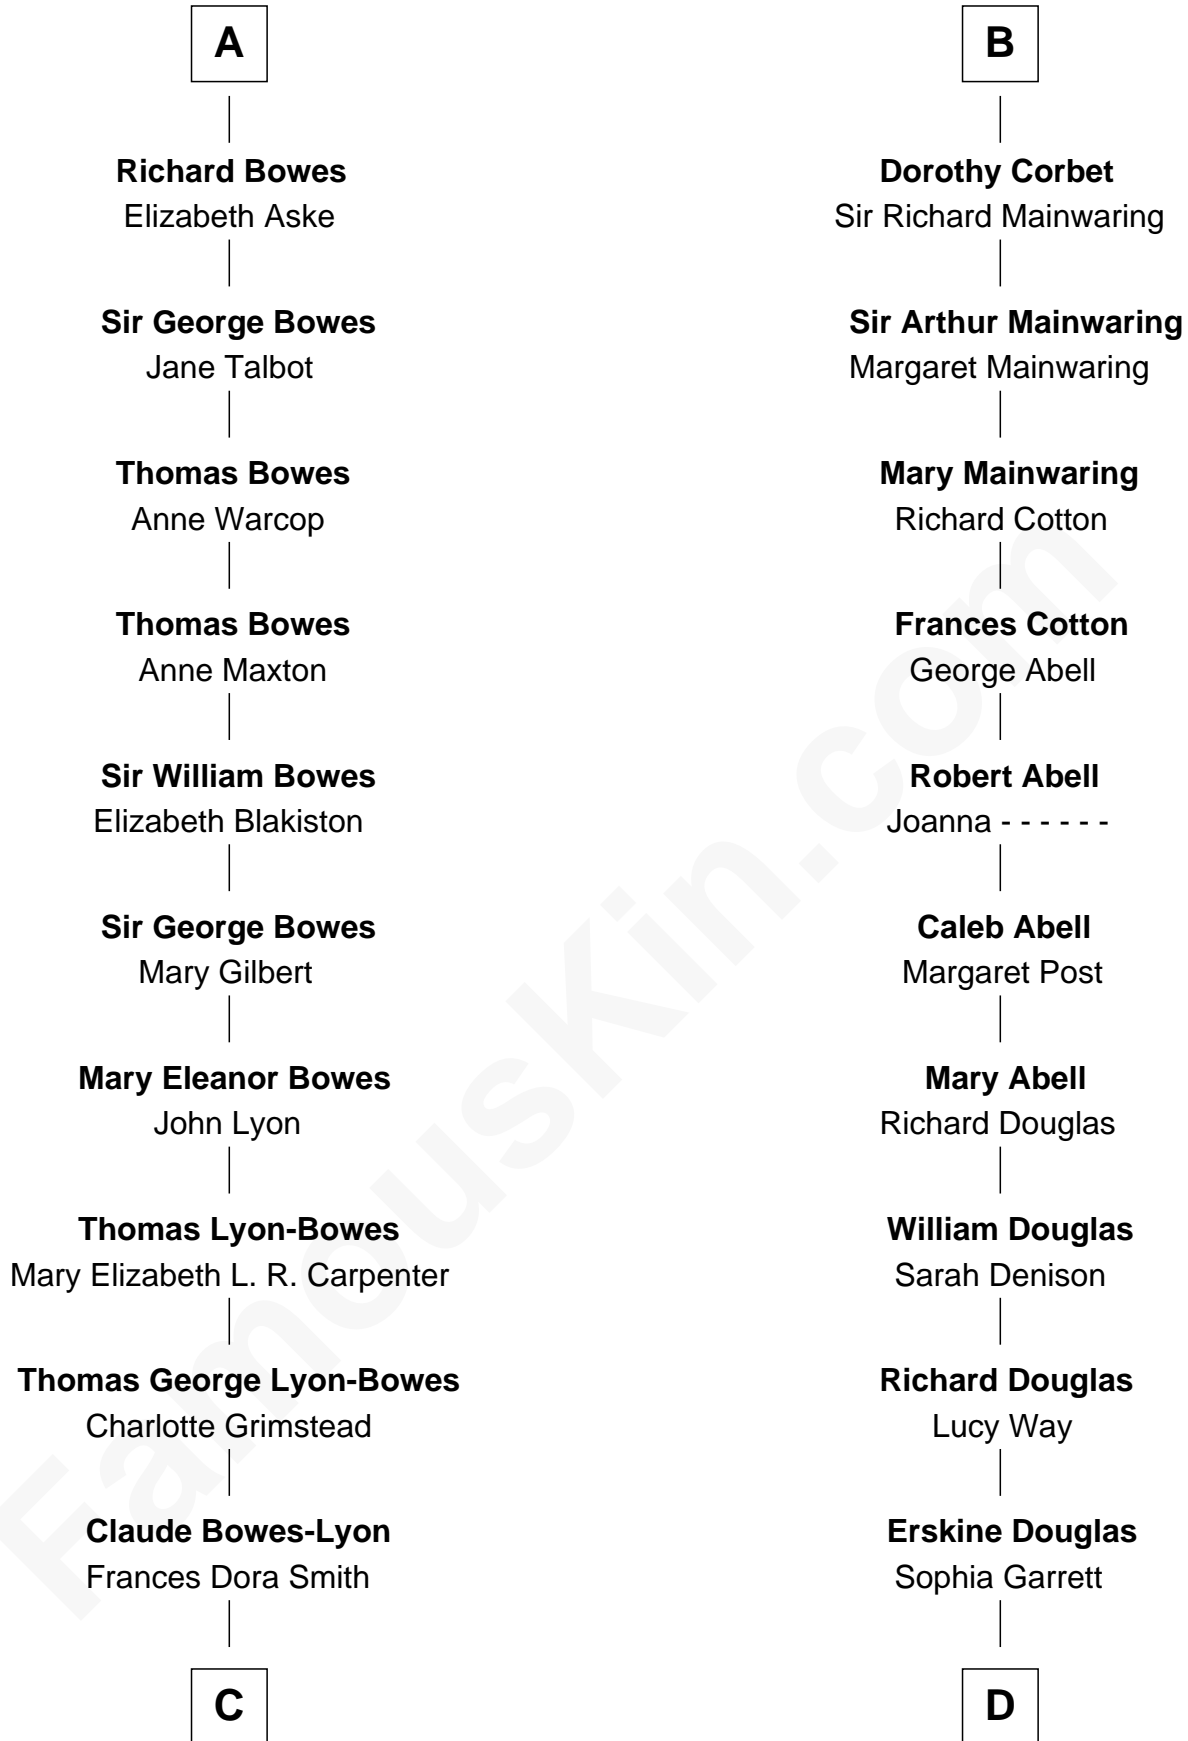 A
Richard Bowes
Elizabeth Aske
Sir George Bowes
Jane Talbot
Thomas Bowes
Anne Warcop
Thomas Bowes
Anne Maxton
Sir William Bowes
Elizabeth Blakiston
Sir George Bowes
Mary Gilbert
Mary Eleanor Bowes
John Lyon
Thomas Lyon-Bowes
Mary Elizabeth L. R. Carpenter
Thomas George Lyon-Bowes
Charlotte Grimstead
Claude Bowes-Lyon
Frances Dora Smith
C
B
Dorothy Corbet
Sir Richard Mainwaring
Sir Arthur Mainwaring
Margaret Mainwaring
Mary Mainwaring
Richard Cotton
Frances Cotton
George Abell
Robert Abell
Joanna - - - - - -
Caleb Abell
Margaret Post
Mary Abell
Richard Douglas
William Douglas
Sarah Denison
Richard Douglas
Lucy Way
Erskine Douglas
Sophia Garrett
D
FamousKin.com